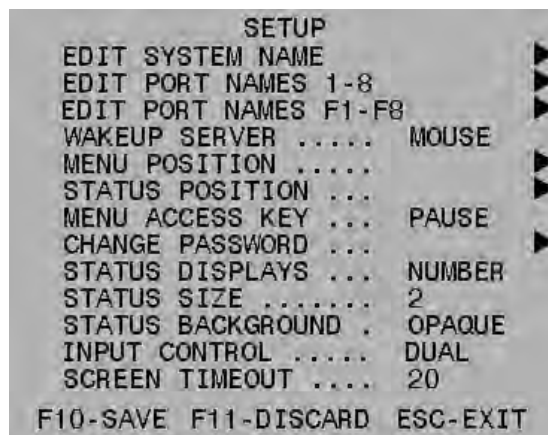 SETUP
EDIT SYSTEM NAME
EDIT PORT NAMES 1-8
EDIT PORT NAMES F1-F8
WAKEUP SERVER ..... MOUSE
MENU POSITION .....
STATUS POSITION ...
MENU ACCESS KEY ... PAUSE
CHANGE PASSWORD ...
STATUS DISPLAYS ... NUMBER
STATUS SIZE ....... 2
STATUS BACKGROUND . OPAQUE
INPUT CONTROL ..... DUAL
SCREEN TIMEOUT .... 20
F10-SAVE F11-DISCARD ESC-EXIT